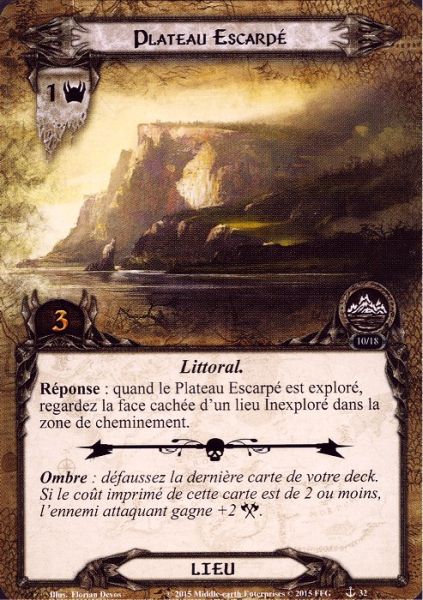 Plateau Escarpé
1
3
10/18
Littoral.
Réponse : quand le Plateau Escarpé est exploré,
regardez la face cachée d'un lieu Inexploré dans la
zone de cheminement.
Ombre : défaussez la dernière carte de votre deck.
Si le coût imprimé de cette carte est de 2 ou moins,
l'ennemi attaquant gagne +2
LIEU
Illus. Florian Devos © 2015 Middle-earth Enterprises © 2015 FFG 32